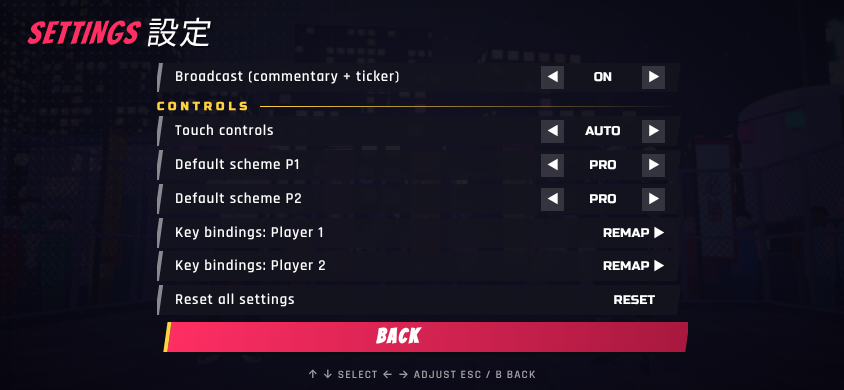 SETTINGS 設定
Broadcast (commentary + ticker) ◀ ON ▶
CONTROLS
Touch controls ◀ AUTO ▶
Default scheme P1 ◀ PRO ▶
Default scheme P2 ◀ PRO ▶
Key bindings: Player 1 REMAP ▶
Key bindings: Player 2 REMAP ▶
Reset all settings RESET
BACK
↑ ↓ SELECT ← → ADJUST ESC / B BACK